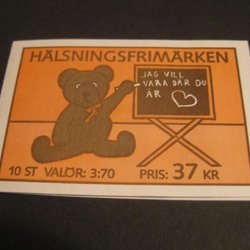 HÄLSNINGSFRIMÄRKEN
JAG VILL
VARA DÄR DU
ÄR
10 ST VALÖR: 3:70 PRIS: 37 KR